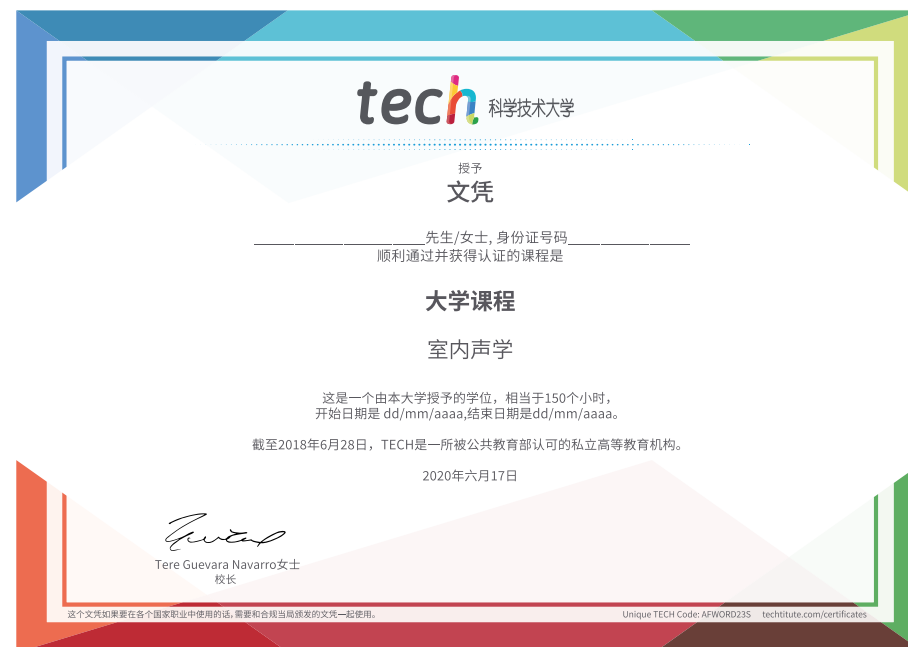 tech 科学技术大学
授予
文凭
______________________先生/女士, 身份证号码_______________
顺利通过并获得认证的课程是
大学课程
室内声学
这是一个由本大学授予的学位，相当于150个小时，
开始日期是 dd/mm/aaaa,结束日期是dd/mm/aaaa。
截至2018年6月28日，TECH是一所被公共教育部认可的私立高等教育机构。
2020年六月17日
Tere Guevara Navarro女士
校长
这个文凭如果要在各个国家职业中使用的话,需要和合规当局颁发的文凭一起使用。
Unique TECH Code: AFWORD23S techtitute.com/certificates